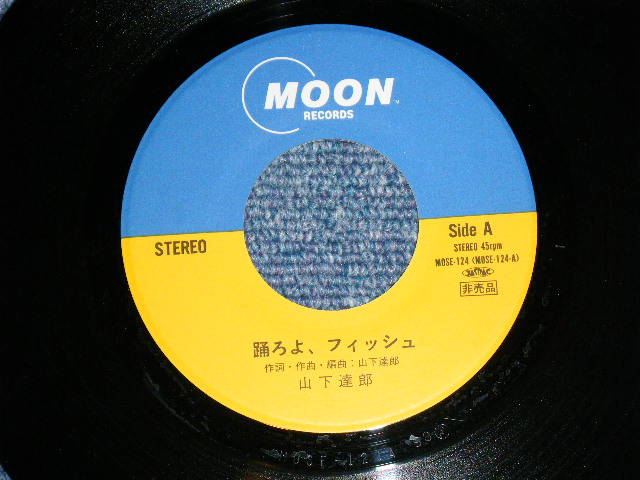 MOON
RECORDS
STEREO
Side A
STEREO 45rpm
MOSE-124 (MOSE-124-A)
JASRAC
非売品
踊ろよ、フィッシュ
作詞・作曲・編曲：山下達郎
山下達郎